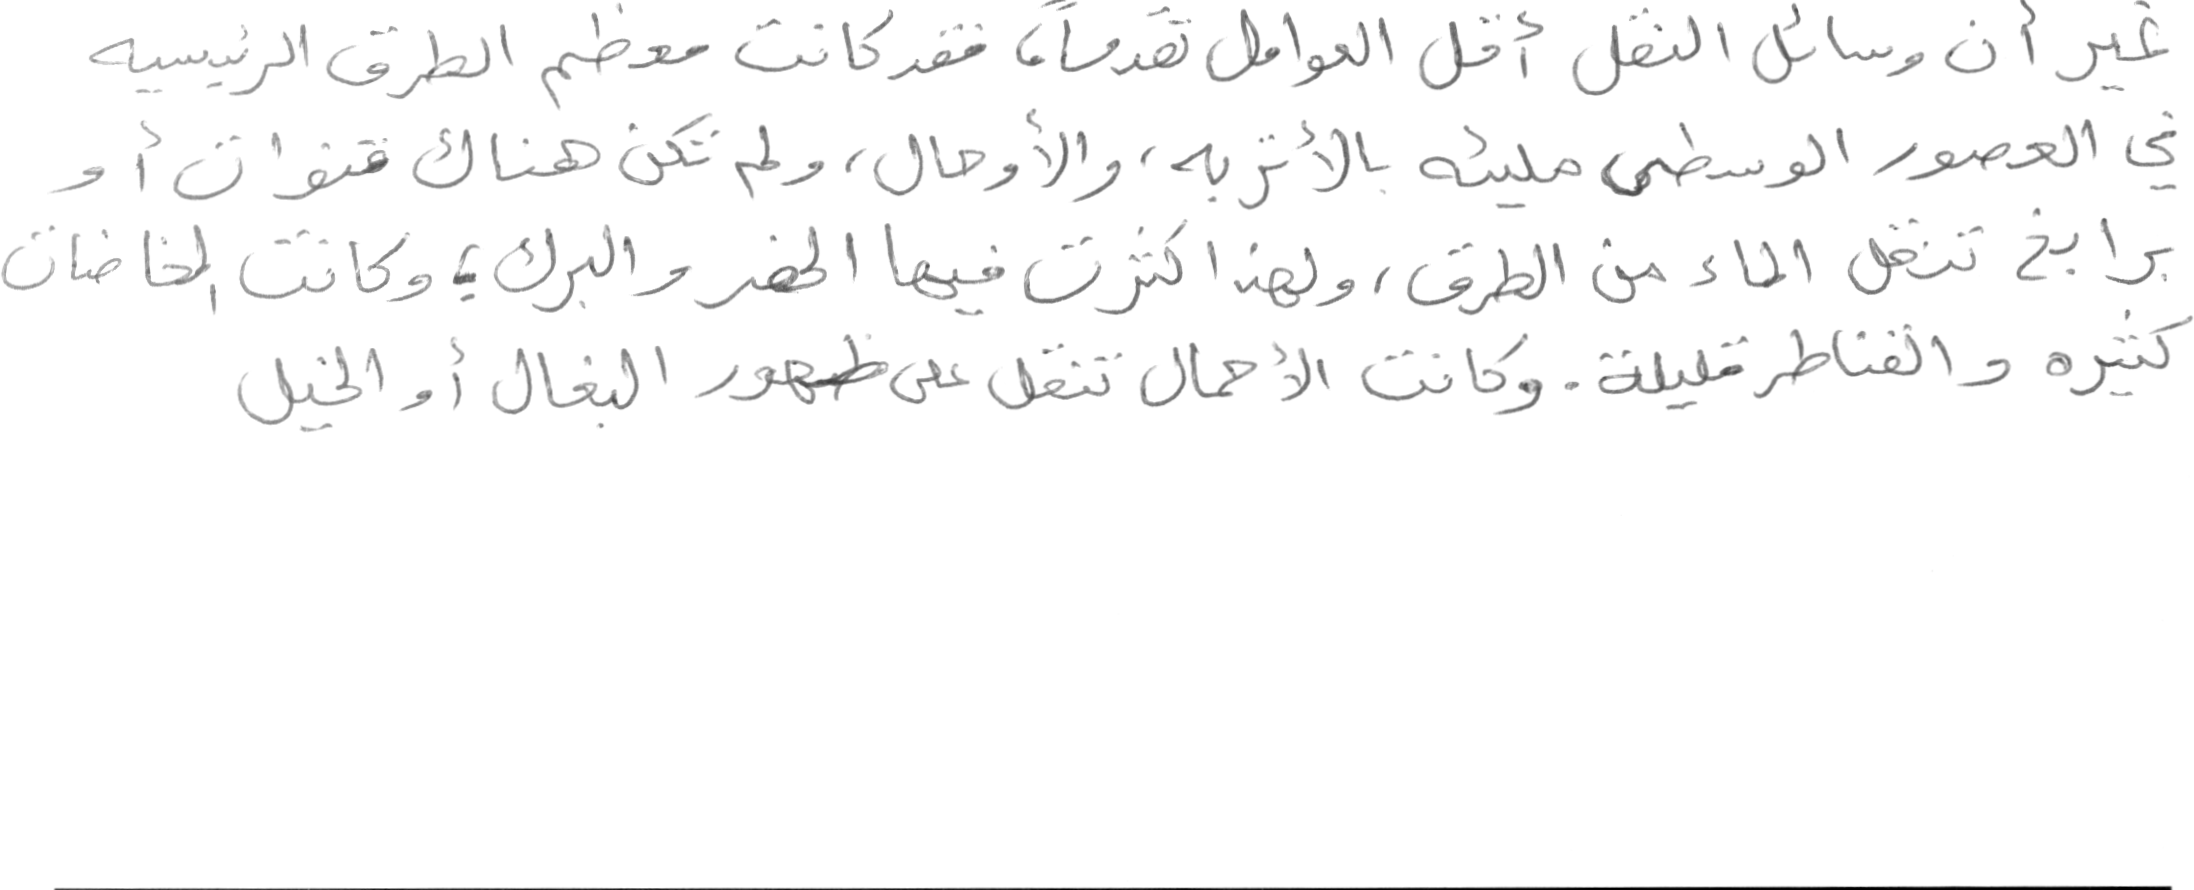 غير أن وسائل النقل أقل العوامل تقدماً، فقد كانت معظم الطرق الرئيسيه
في العصور الوسطى مليئه بالأتربه، والأوحال، ولم تكن هناك قنوات أو
برابخ تنقل الماء من الطرق، ولهذا كثرت فيها الحفر والبرك؛ وكانت المخاضات
كثيره والقناطر قليلة. وكانت الأحمال تنقل على ظهور البغال أو الخيل